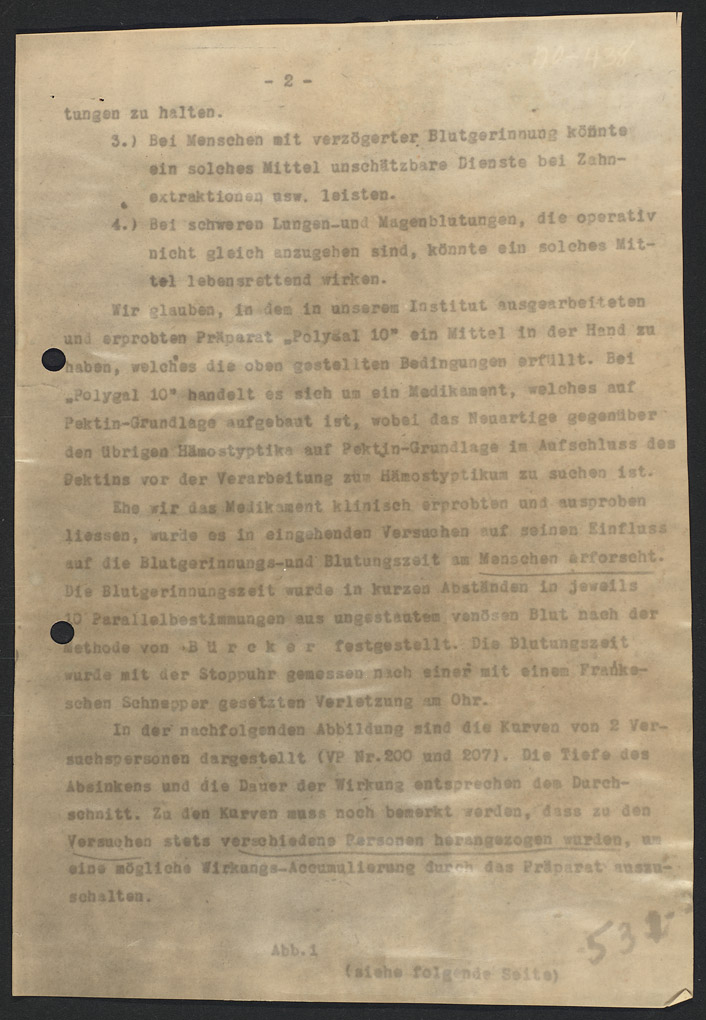 NO-438
- 2 -
tungen zu halten.
3.) Bei Menschen mit verzögerter Blutgerinnung könnte
ein solches Mittel unschätzbare Dienste bei Zahn-
extraktionen usw. leisten.
4.) Bei schweren Lungen-und Magenblutungen, die operativ
nicht gleich anzugehen sind, könnte ein solches Mit-
tel lebensrettend wirken.
Wir glauben, in dem in unserem Institut ausgearbeiteten
und erprobten Präparat „Polygal 10" ein Mittel in der Hand zu
haben, welches die oben gestellten Bedingungen erfüllt. Bei
„Polygal 10" handelt es sich um ein Medikament, welches auf
Pektin-Grundlage aufgebaut ist, wobei das Neuartige gegenüber
den übrigen Hämostyptika auf Pektin-Grundlage im Aufschluss des
Pektins vor der Verarbeitung zum Hämostyptikum zu suchen ist.
Ehe wir das Medikament klinisch erprobten und ausproben
liessen, wurde es in eingehenden Versuchen auf seinen Einfluss
auf die Blutgerinnungs-und Blutungszeit am Menschen erforscht.
Die Blutgerinnungszeit wurde in kurzen Abständen in jeweils
10 Parallelbestimmungen aus ungestautem venösen Blut nach der
Methode von B ü r c k e r festgestellt. Die Blutungszeit
wurde mit der Stoppuhr gemessen nach einer mit einem Franke-
schen Schnepper gesetzten Verletzung am Ohr.
In der nachfolgenden Abbildung sind die Kurven von 2 Ver-
suchspersonen dargestellt (VP Nr.200 und 207). Die Tiefe des
Absinkens und die Dauer der Wirkung entsprechen dem Durch-
schnitt. Zu den Kurven muss noch bemerkt werden, dass zu den
Versuchen stets verschiedene Personen herangezogen wurden, um
eine mögliche Wirkungs-Accumulierung durch das Präparat auszu-
schalten.
Abb.1
(siehe folgende Seite)